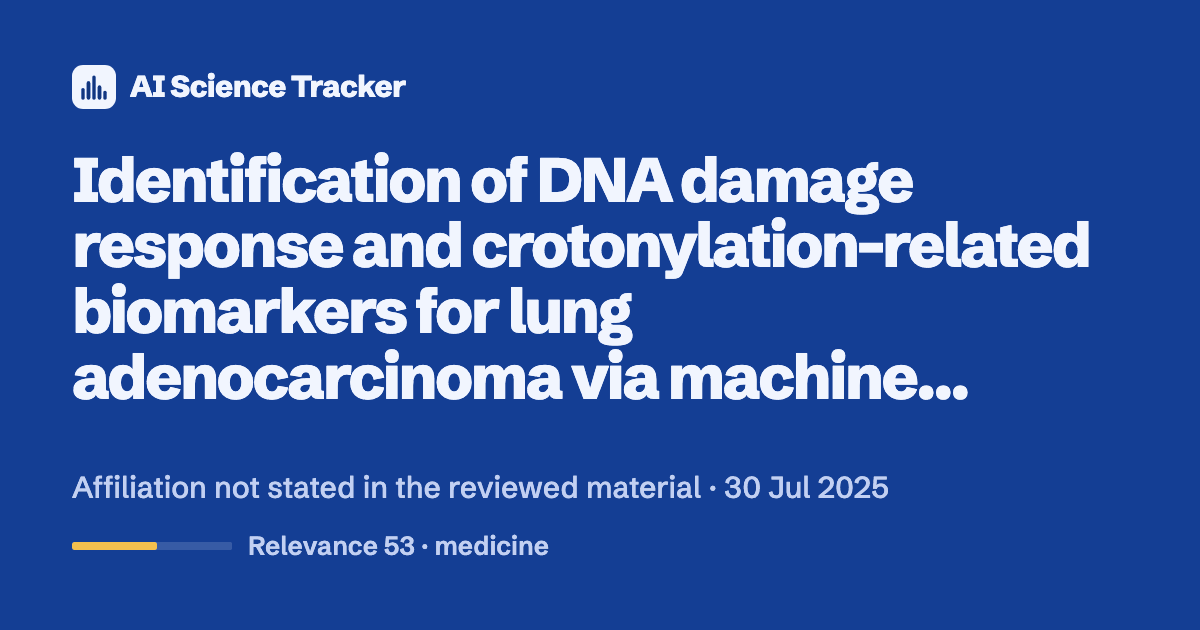 AI Science Tracker
Identification of DNA damage
response and crotonylation-related
biomarkers for lung
adenocarcinoma via machine...
Affiliation not stated in the reviewed material · 30 Jul 2025
Relevance 53 · medicine